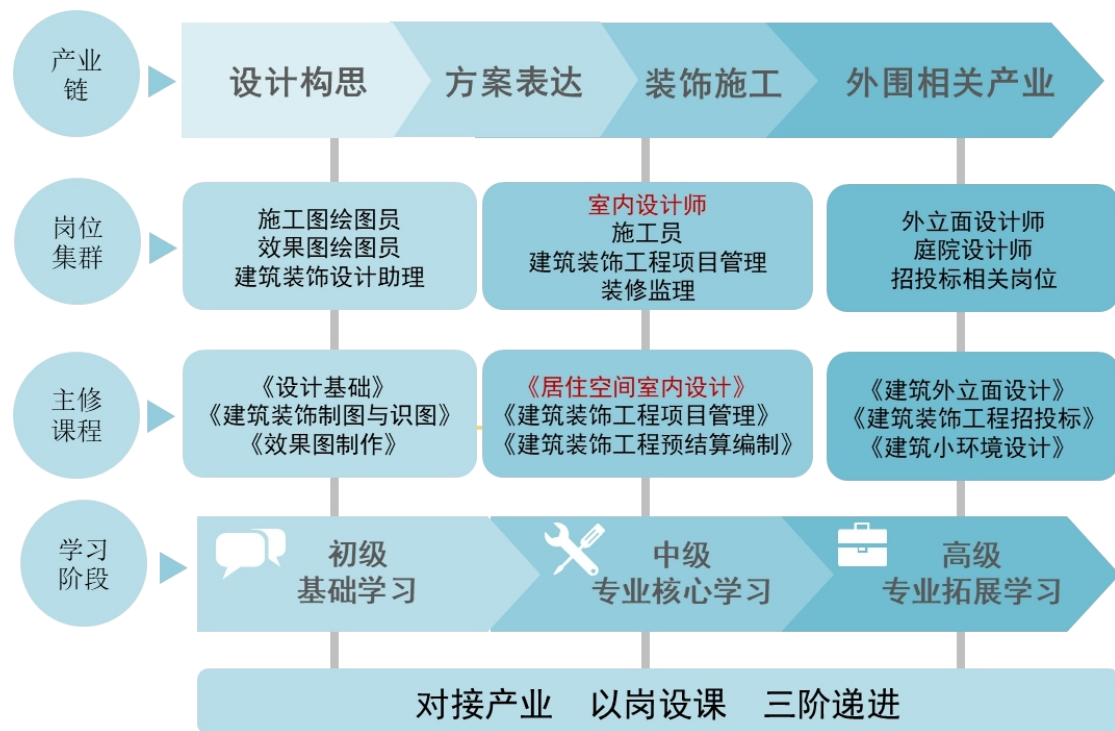 产业
链
设计构思
方案表达
装饰施工
外围相关产业
岗位
集群
施工图绘图员
效果图绘图员
建筑装饰设计助理
室内设计师
施工员
建筑装饰工程项目管理
装修监理
外立面设计师
庭院设计师
招投标相关岗位
主修
课程
《设计基础》
《建筑装饰制图与识图》
《效果图制作》
《居住空间室内设计》
《建筑装饰工程项目管理》
《建筑装饰工程预结算编制》
《建筑外立面设计》
《建筑装饰工程招投标》
《建筑小环境设计》
学习
阶段
初级
基础学习
中级
专业核心学习
高级
专业拓展学习
对接产业 以岗设课 三阶递进